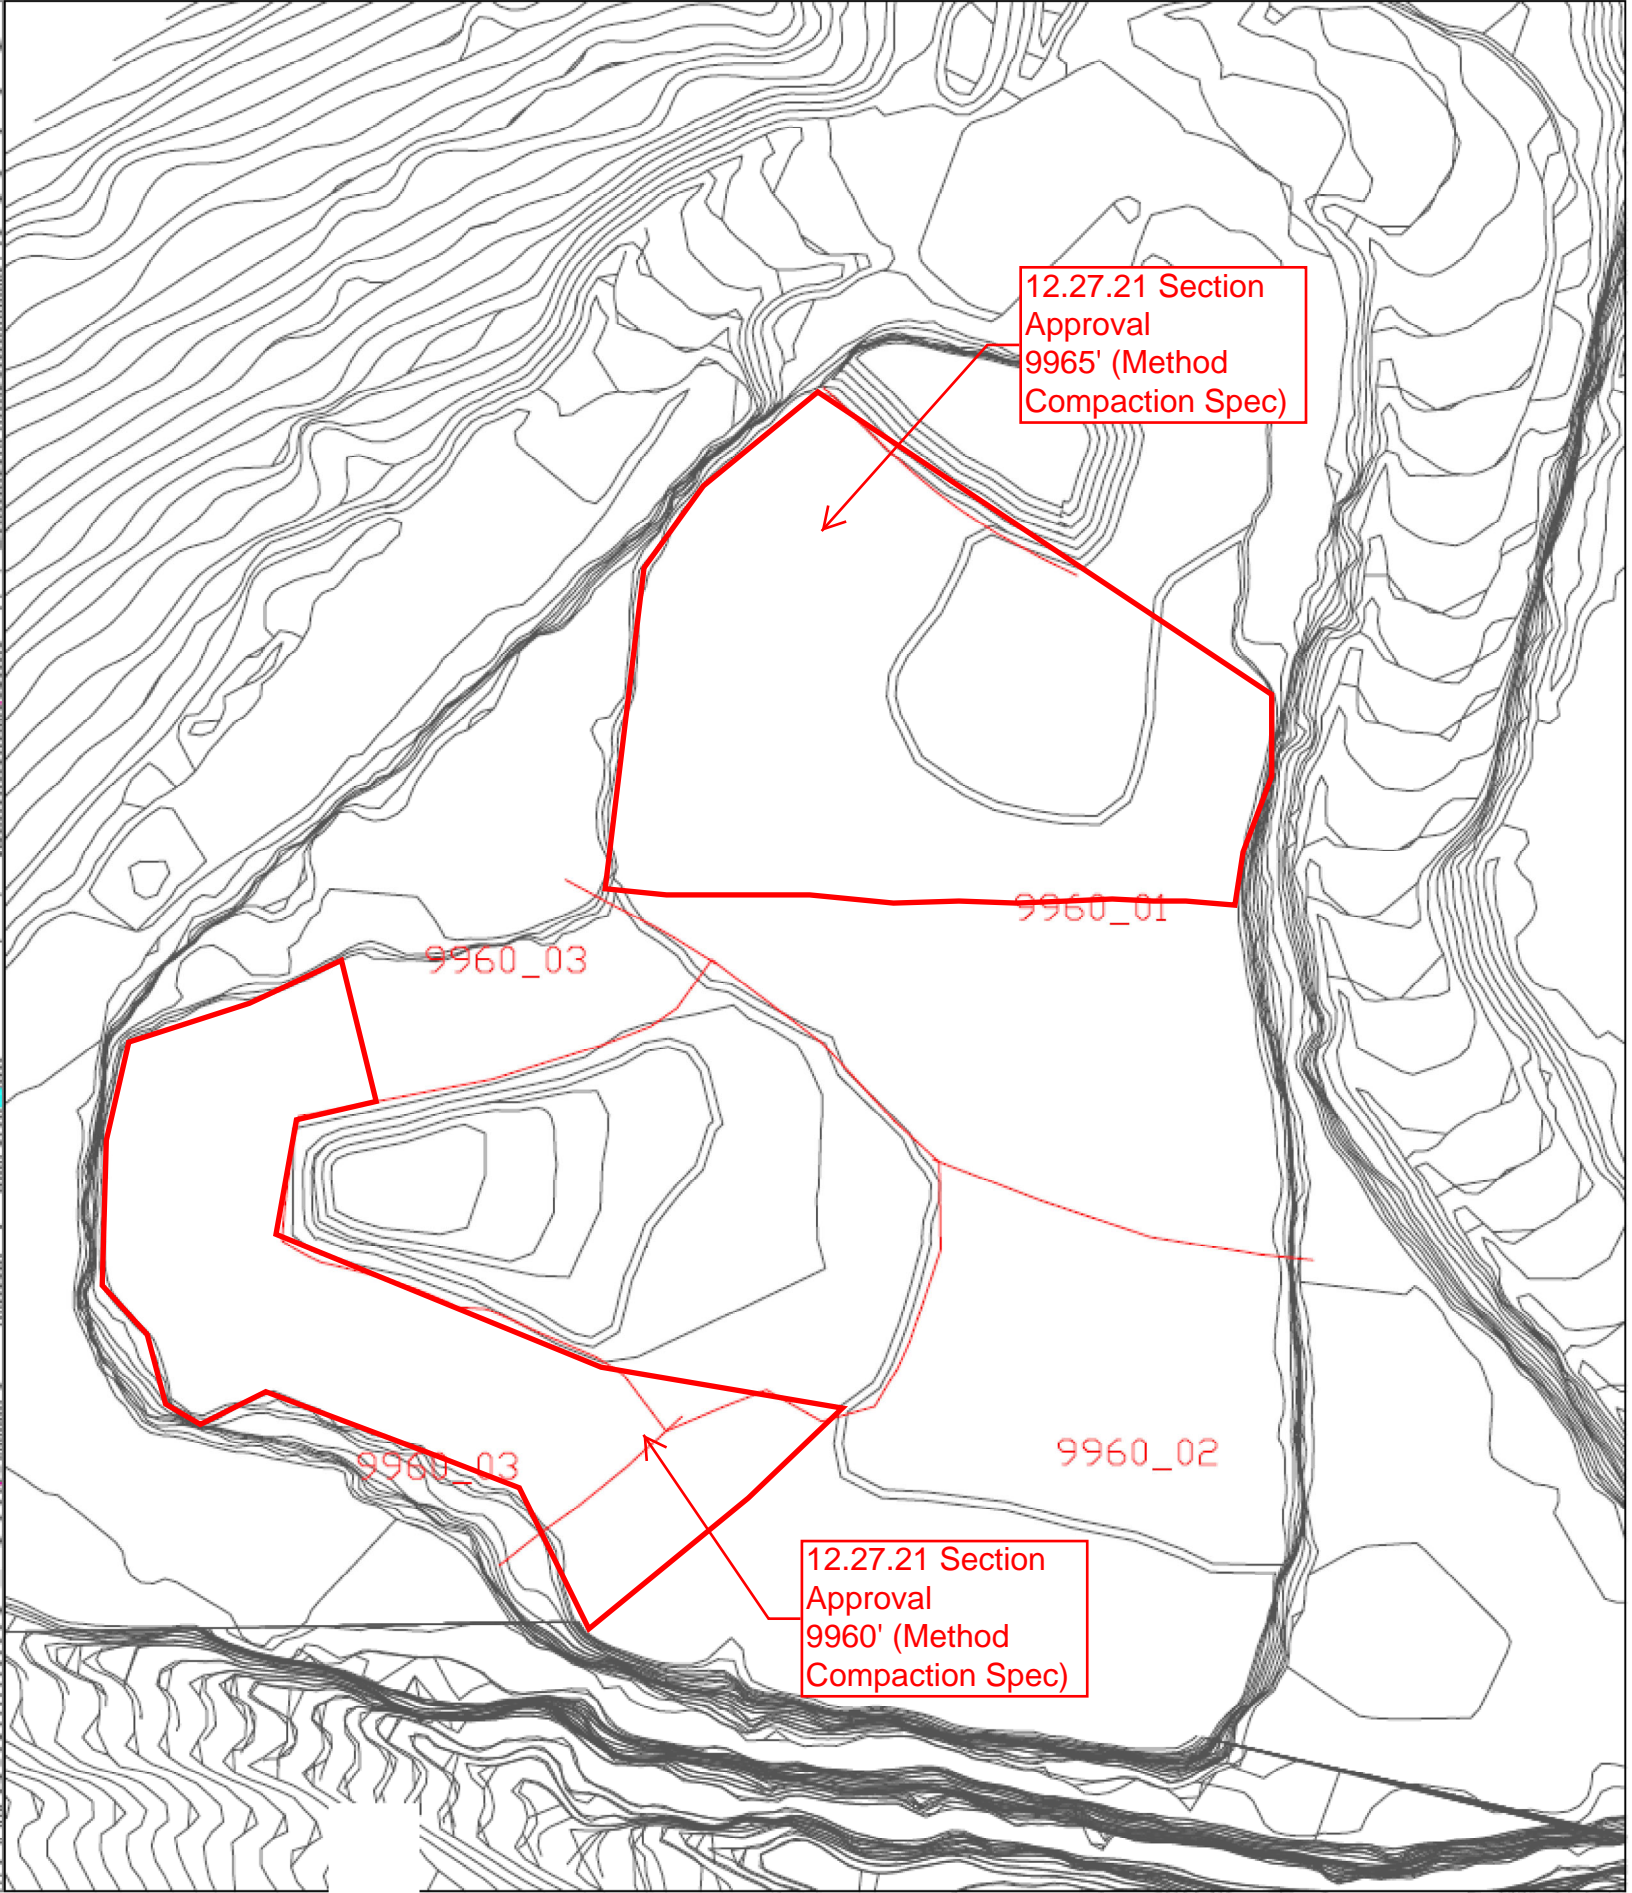 12.27.21 Section
Approval
9965' (Method
Compaction Spec)
9960_01
9960_03
9960_03
9960_02
12.27.21 Section
Approval
9960' (Method
Compaction Spec)